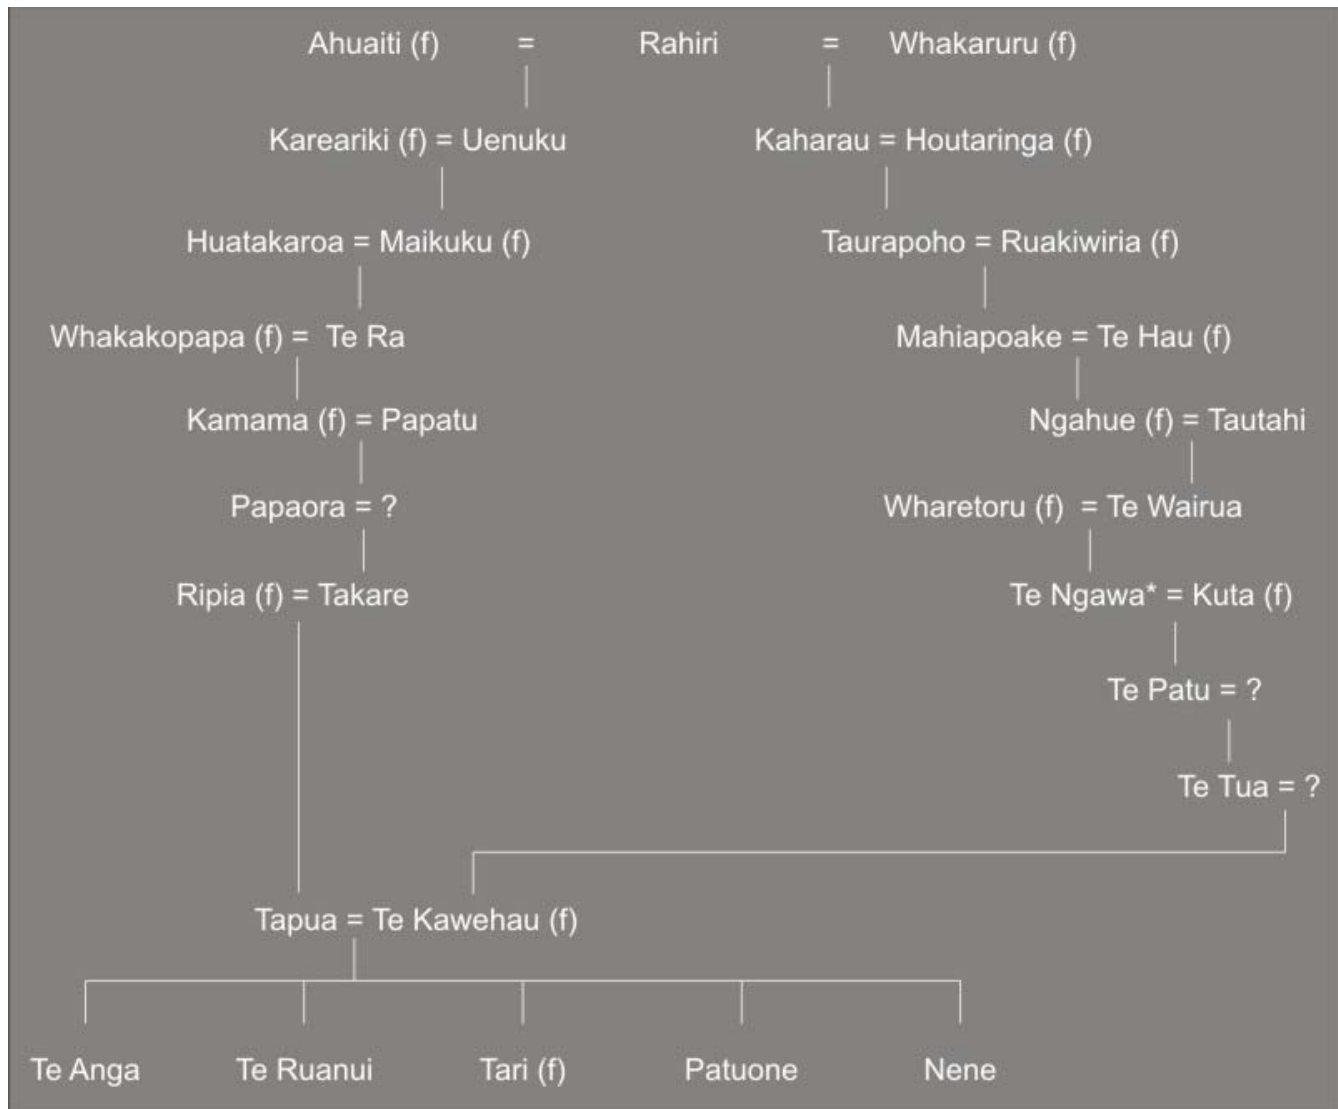 Ahuaiti (f) = Rahiri = Whakaruru (f)
Kareariki (f) = Uenuku Kaharau = Houtaringa (f)
Huatakaroa = Maikuku (f) Taurapoho = Ruakiwiria (f)
Whakakopapa (f) = Te Ra Mahiapoake = Te Hau (f)
Kamama (f) = Papatu Ngahue (f) = Tautahi
Papaora = ? Wharetoru (f) = Te Wairua
Ripia (f) = Takare Te Ngawa* = Kuta (f)
Te Patu = ?
Te Tua = ?
Tapua = Te Kawehau (f)
Te Anga Te Ruanui Tari (f) Patuone Nene